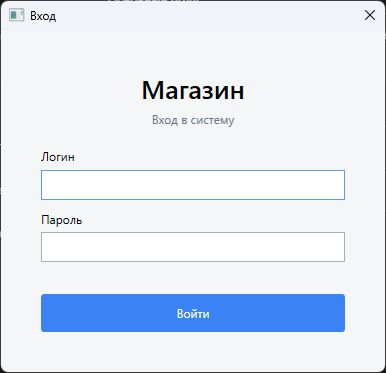 Вход
Магазин
Вход в систему
Логин
Пароль
Войти